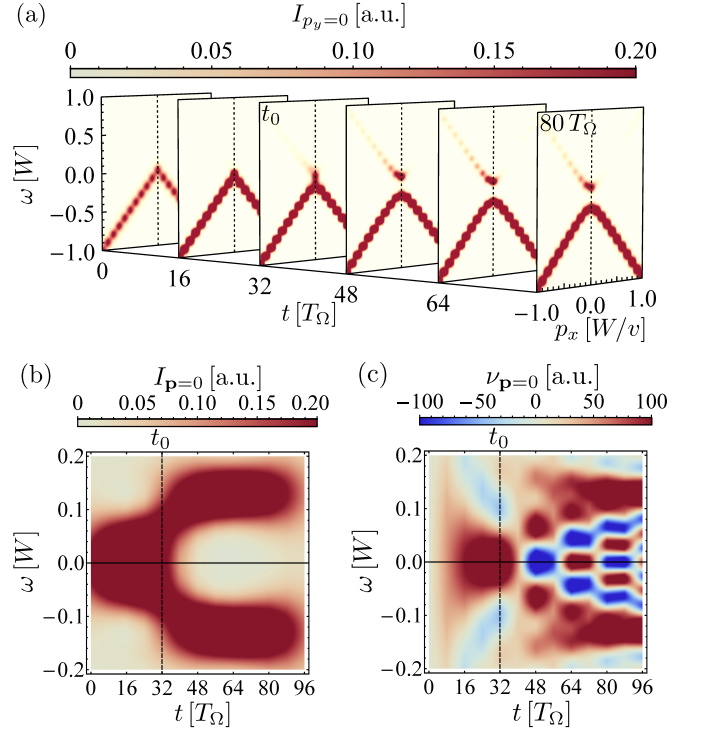 (a)
I_{p_y=0} [a.u.]
0 0.05 0.10 0.15 0.20
ω [W]
1.0
0.5
0.0
−0.5
−1.0
t_0
80 T_Ω
0 16 32 48 64
t [T_Ω]
−1.0 0.0 1.0
p_x [W/v]
(b)
I_{𝐩=0} [a.u.]
0 0.05 0.10 0.15 0.20
t_0
ω [W]
0.2
0.1
0.0
−0.1
−0.2
0 16 32 48 64 80 96
t [T_Ω]
(c)
ν_{𝐩=0} [a.u.]
−100 −50 0 50 100
t_0
ω [W]
0.2
0.1
0.0
−0.1
−0.2
0 16 32 48 64 80 96
t [T_Ω]